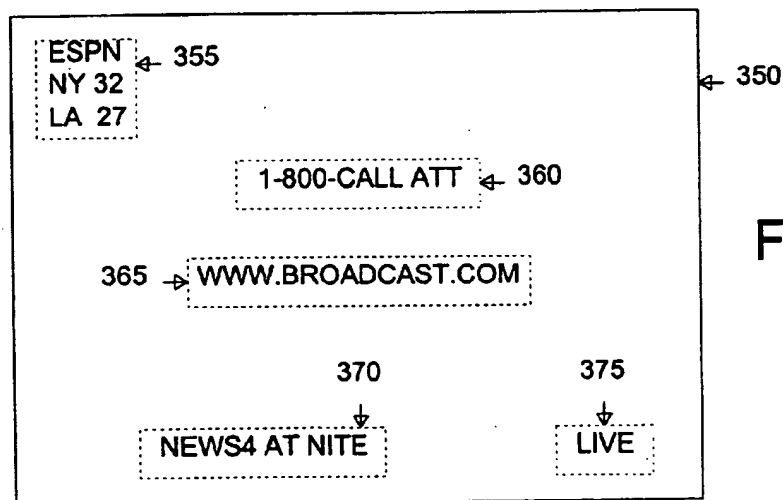 ESPN
355
NY 32
350
LA 27
1-800-CALL ATT
360
F
365
WWW.BROADCAST.COM
370
375
NEWS4 AT NITE
LIVE